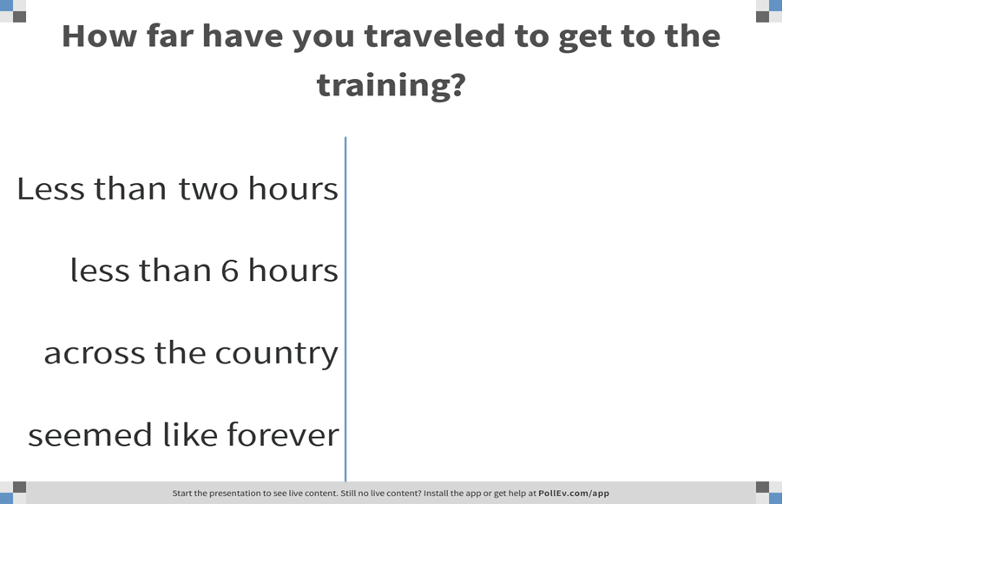 How far have you traveled to get to the
training?
Less than two hours
less than 6 hours
across the country
seemed like forever
Start the presentation to see live content. Still no live content? Install the app or get help at PollEv.com/app